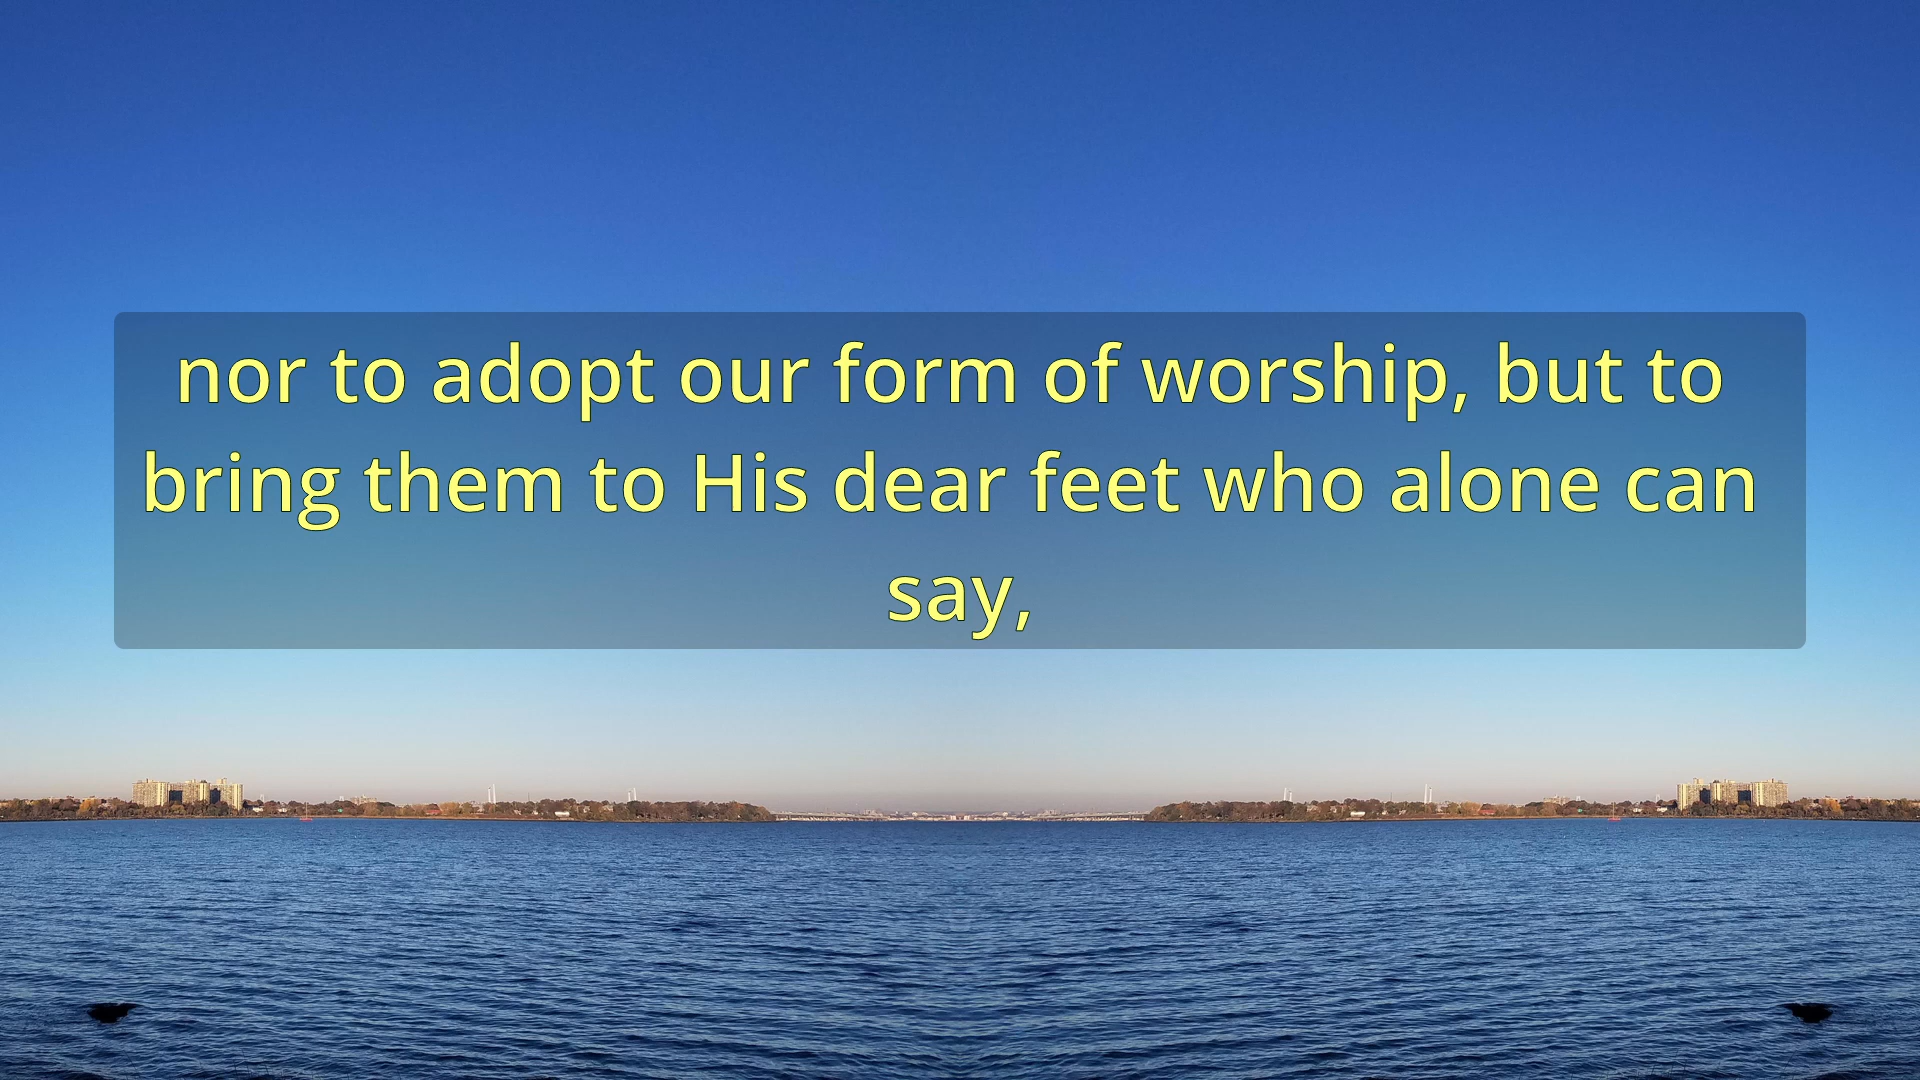 nor to adopt our form of worship, but to
bring them to His dear feet who alone can
say,